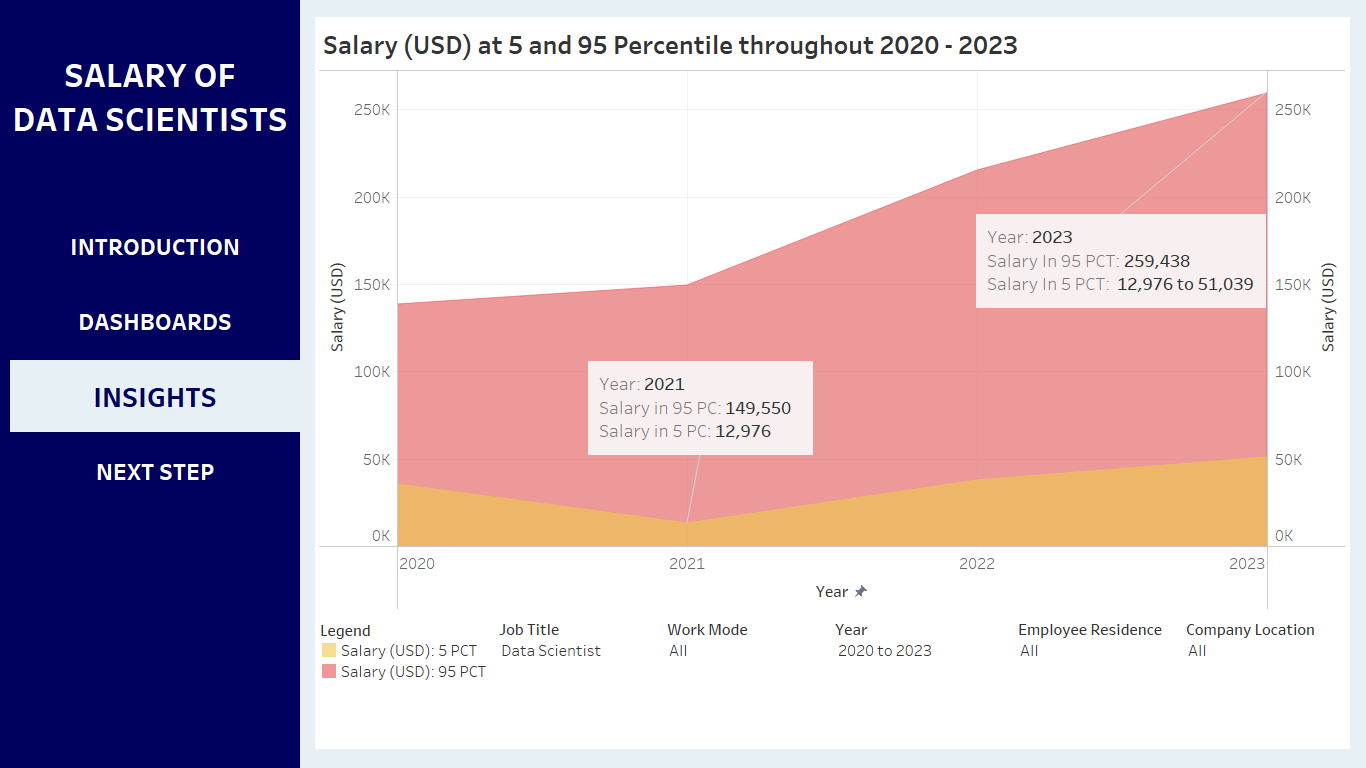 SALARY OF
DATA SCIENTISTS
INTRODUCTION
DASHBOARDS
INSIGHTS
NEXT STEP
Salary (USD) at 5 and 95 Percentile throughout 2020 - 2023
Salary (USD)
250K
200K
150K
100K
50K
0K
Year: 2021
Salary in 95 PC: 149,550
Salary in 5 PC: 12,976
Year: 2023
Salary In 95 PCT: 259,438
Salary In 5 PCT: 12,976 to 51,039
250K
200K
150K
100K
50K
0K
Salary (USD)
2020 2021 2022 2023
Year
Legend
Salary (USD): 5 PCT
Salary (USD): 95 PCT
Job Title
Data Scientist
Work Mode
All
Year
2020 to 2023
Employee Residence
All
Company Location
All